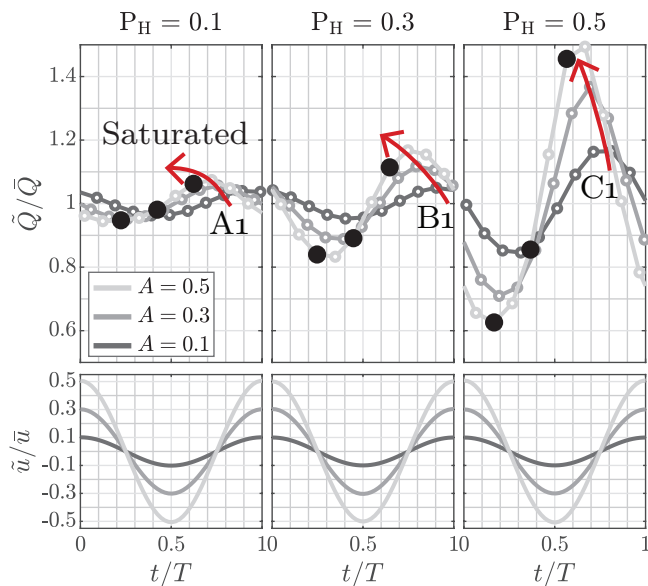 P_H = 0.1 P_H = 0.3 P_H = 0.5
1.4
1.2
1
0.8
0.6
Q̃/Q̄
Saturated
A1
B1
C1
A = 0.5
A = 0.3
A = 0.1
0.5
0.3
0.1
-0.1
-0.3
-0.5
ũ/ū
0 0.5 1 0 0.5 1 0 0.5 1
t/T t/T t/T